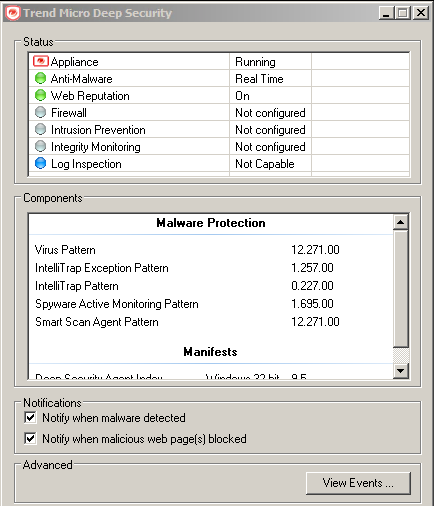 Trend Micro Deep Security
Status
Appliance Running
Anti-Malware Real Time
Web Reputation On
Firewall Not configured
Intrusion Prevention Not configured
Integrity Monitoring Not configured
Log Inspection Not Capable
Components
Malware Protection
Virus Pattern 12.271.00
IntelliTrap Exception Pattern 1.257.00
IntelliTrap Pattern 0.227.00
Spyware Active Monitoring Pattern 1.695.00
Smart Scan Agent Pattern 12.271.00
Manifests
Deep Security Agent Index Windows 32 bit 9.5
Notifications
Notify when malware detected
Notify when malicious web page(s) blocked
Advanced
View Events ...